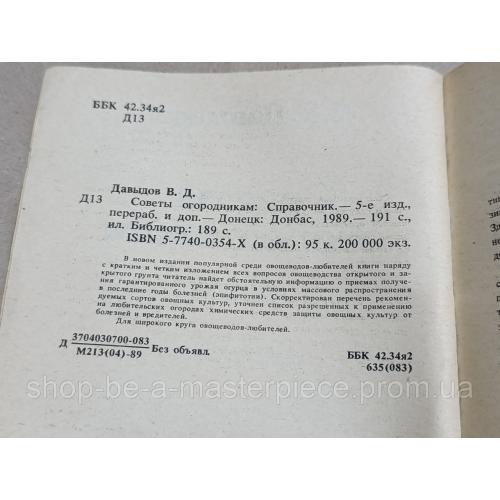 ББК 42.34я2
Д13
Давыдов В. Д.
Д13 Советы огородникам: Справочник.— 5-е изд.,
перераб. и доп.— Донецк: Донбас, 1989.— 191 с.,
ил. Библиогр.: 189 с.
ISBN 5-7740-0354-X (в обл.): 95 к. 200 000 экз.
В новом издании популярной среди овощеводов-любителей книги наряду
с кратким и четким изложением всех вопросов овощеводства открытого и за-
крытого грунта читатель найдет обстоятельную информацию о приемах получе-
ния гарантированного урожая огурца в условиях массового распространения
в последние годы болезней (эпифитотии). Скорректирован перечень рекомен-
дуемых сортов овощных культур, уточнен список разрешенных к применению
на любительских огородах химических средств защиты овощных культур от
болезней и вредителей.
Для широкого круга овощеводов-любителей.
Д 3704030700-083 Без объявл.
М213(04)-89
ББК 42.34я2
635(083)
shop-be-a-masterpiece.prom.ua